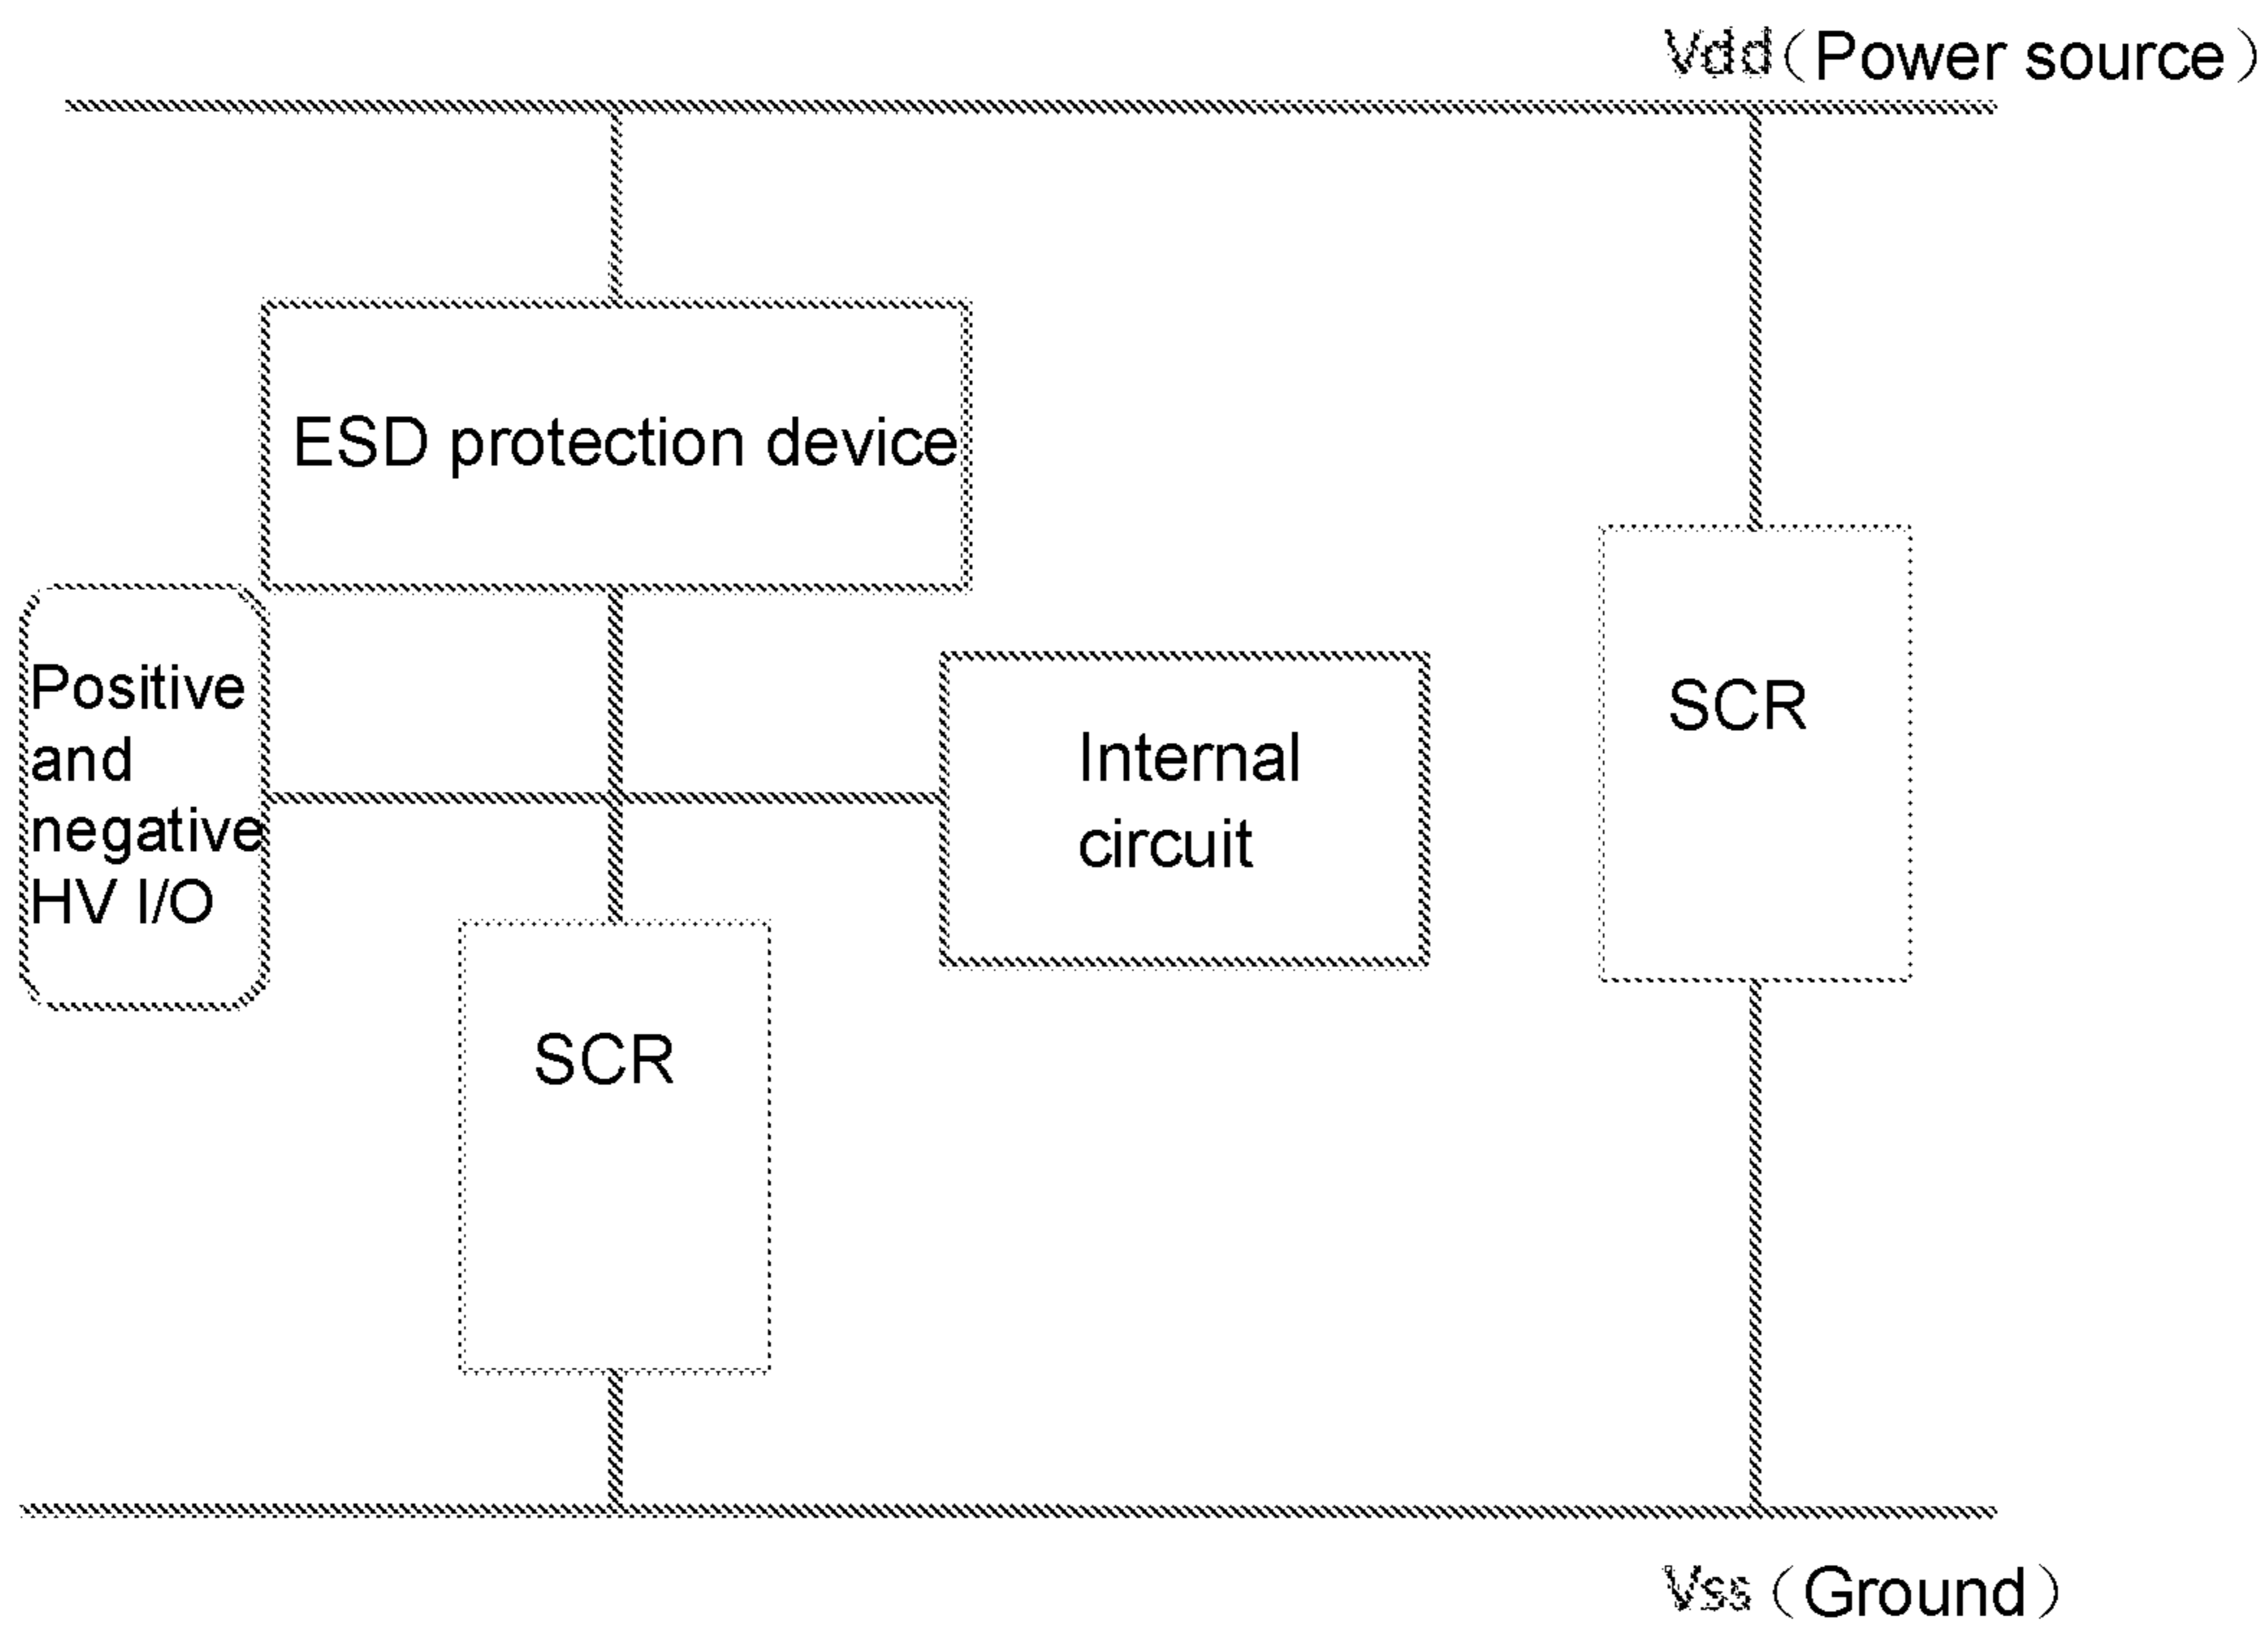 Vdd（Power source）
ESD protection device
Positive
and
negative
HV I/O
Internal
circuit
SCR
SCR
Vss（Ground）